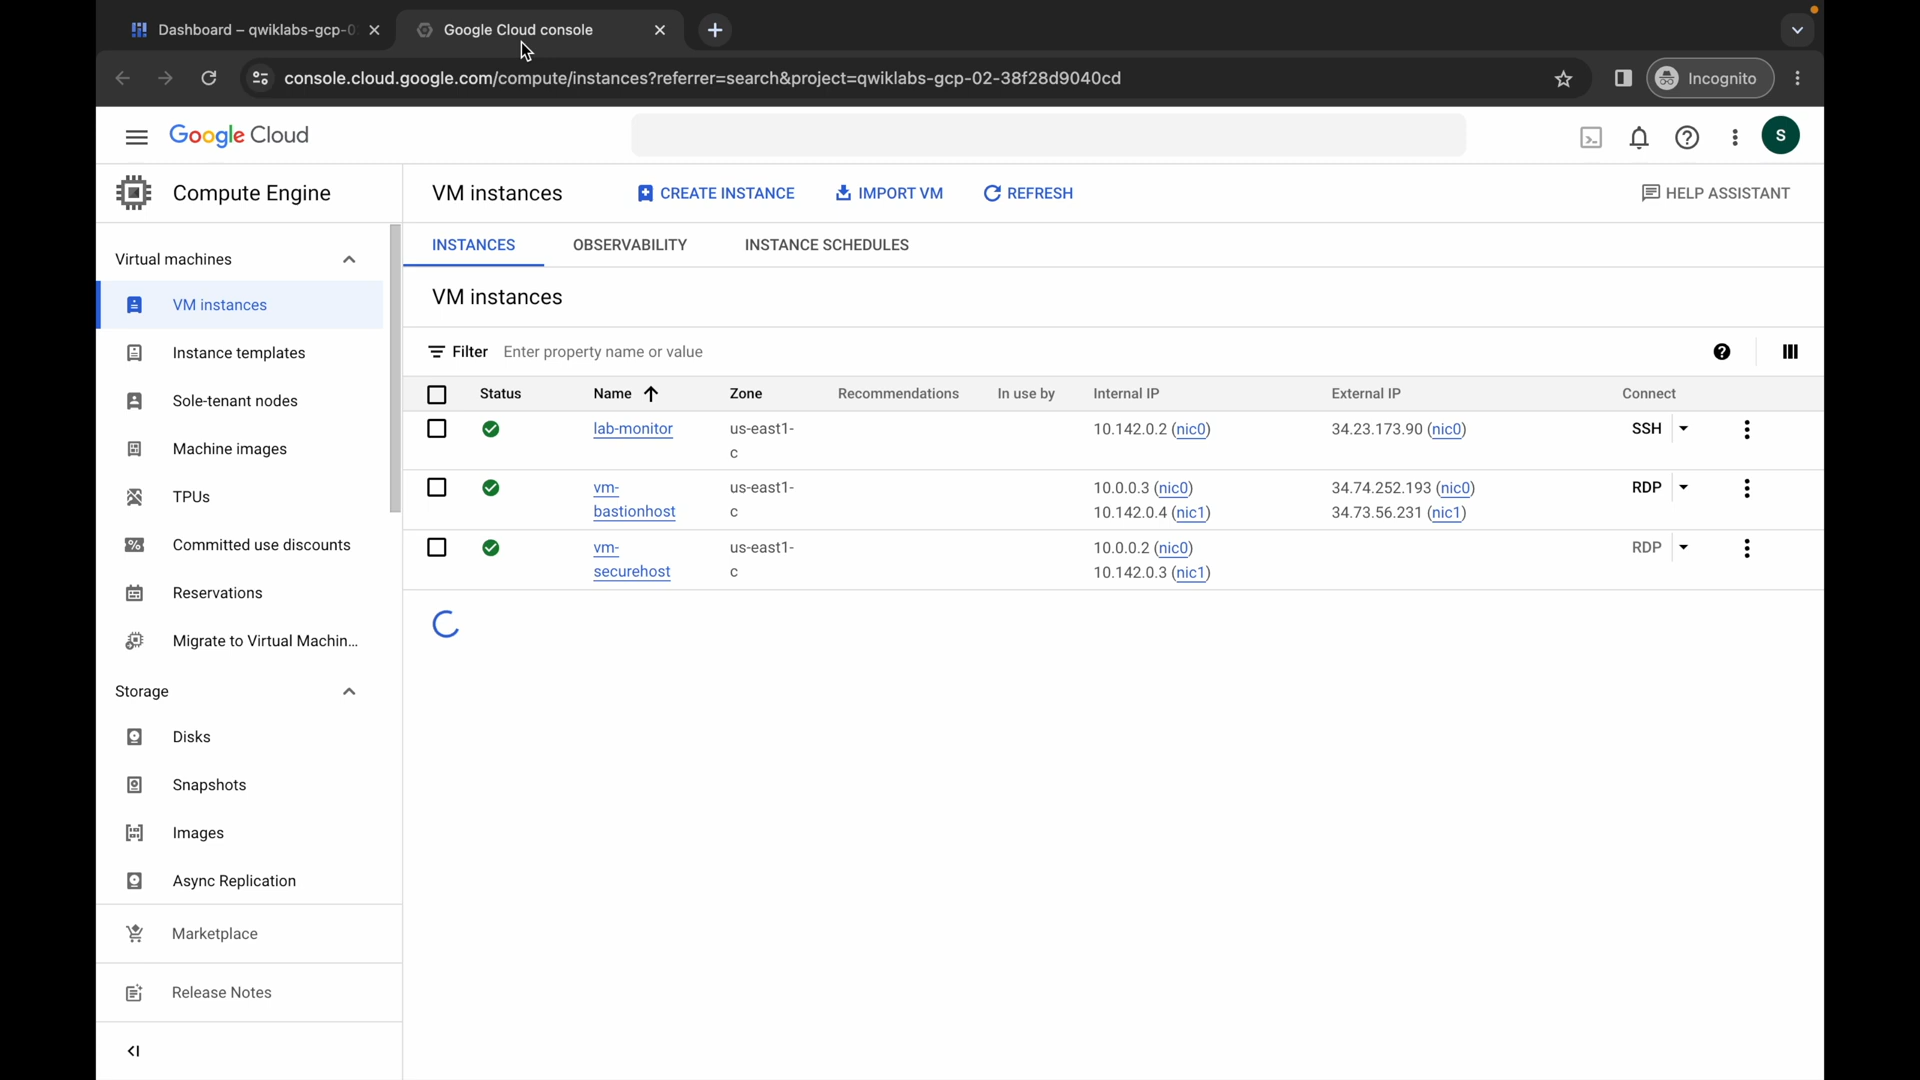 Dashboard – qwiklabs-gcp-0
Google Cloud console
console.cloud.google.com/compute/instances?referrer=search&project=qwiklabs-gcp-02-38f28d9040cd
Incognito
Google Cloud
S
Compute Engine
VM instances
CREATE INSTANCE
IMPORT VM
REFRESH
HELP ASSISTANT
Virtual machines
VM instances
Instance templates
Sole-tenant nodes
Machine images
TPUs
Committed use discounts
Reservations
Migrate to Virtual Machin...
Storage
Disks
Snapshots
Images
Async Replication
Marketplace
Release Notes
INSTANCES
OBSERVABILITY
INSTANCE SCHEDULES
VM instances
Filter Enter property name or value
Status Name Zone Recommendations In use by Internal IP External IP Connect
lab-monitor us-east1- 10.142.0.2 (nic0) 34.23.173.90 (nic0) SSH
c
vm- us-east1- 10.0.0.3 (nic0) 34.74.252.193 (nic0) RDP
bastionhost c 10.142.0.4 (nic1) 34.73.56.231 (nic1)
vm- us-east1- 10.0.0.2 (nic0) RDP
securehost c 10.142.0.3 (nic1)